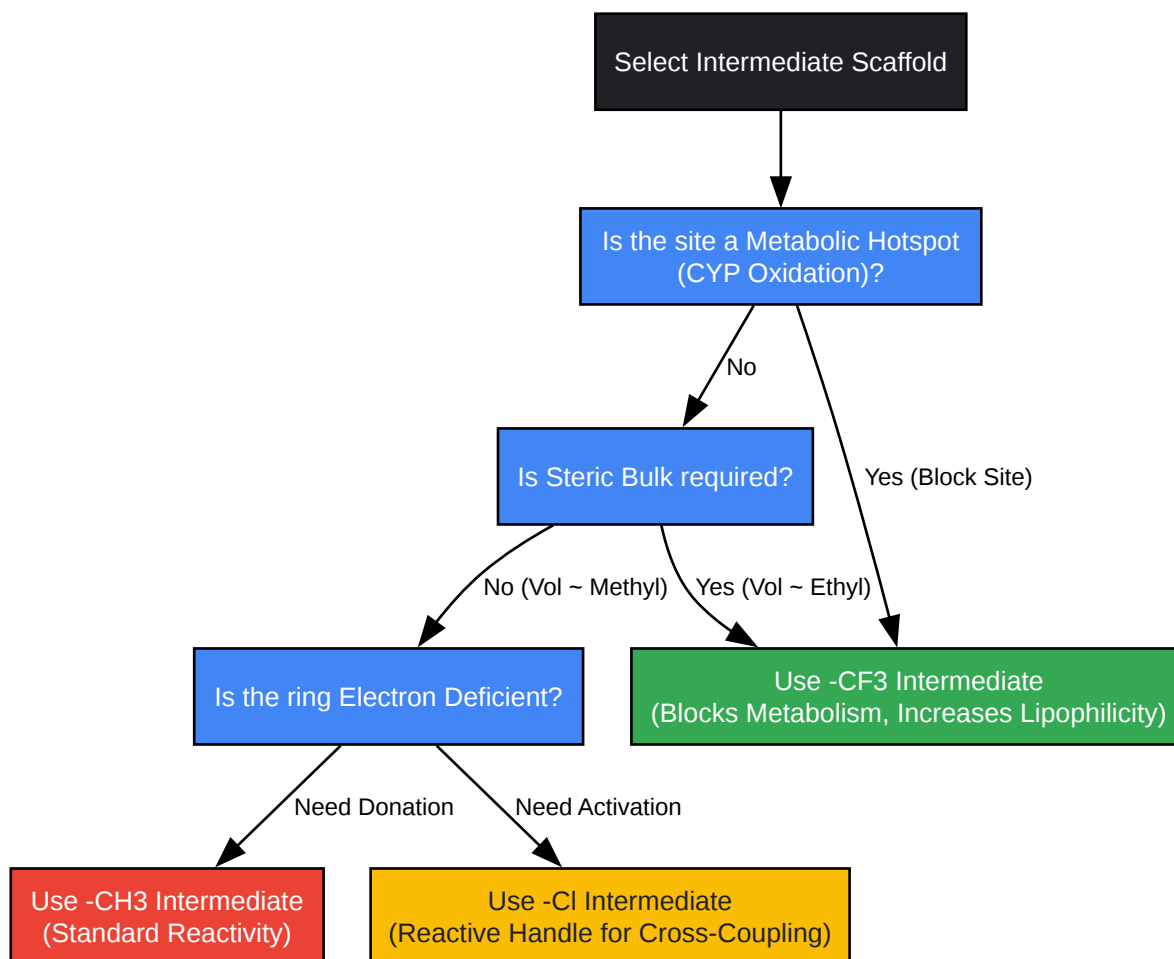 Select Intermediate Scaffold
Is the site a Metabolic Hotspot
(CYP Oxidation)?
No
Yes (Block Site)
Is Steric Bulk required?
No (Vol ~ Methyl)
Yes (Vol ~ Ethyl)
Is the ring Electron Deficient?
Use -CF3 Intermediate
(Blocks Metabolism, Increases Lipophilicity)
Need Donation
Need Activation
Use -CH3 Intermediate
(Standard Reactivity)
Use -Cl Intermediate
(Reactive Handle for Cross-Coupling)